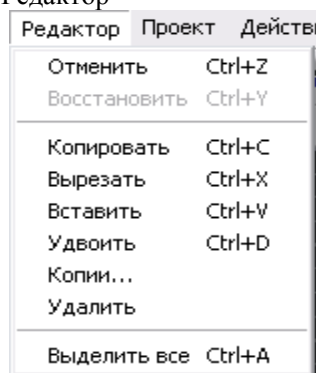 Редактор
Редактор Проект Действ
Отменить Ctrl+Z
Восстановить Ctrl+Y
Копировать Ctrl+C
Вырезать Ctrl+X
Вставить Ctrl+V
Удвоить Ctrl+D
Копии...
Удалить
Выделить все Ctrl+A